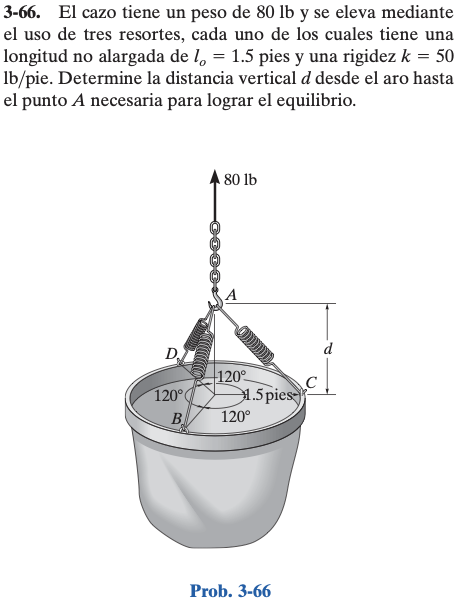 3-66. El cazo tiene un peso de 80 lb y se eleva mediante
el uso de tres resortes, cada uno de los cuales tiene una
longitud no alargada de lₒ = 1.5 pies y una rigidez k = 50
lb/pie. Determine la distancia vertical d desde el aro hasta
el punto A necesaria para lograr el equilibrio.
80 lb
A
d
D
120°
C
120°
1.5 pies
B
120°
Prob. 3-66